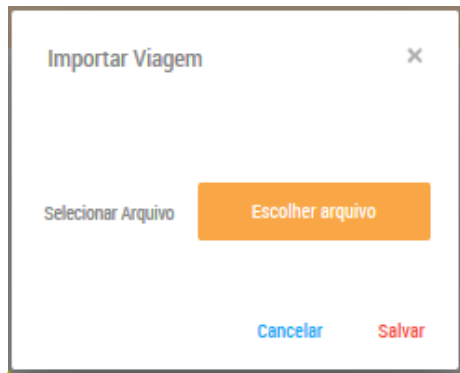 Importar Viagem ×
Selecionar Arquivo Escolher arquivo
Cancelar Salvar